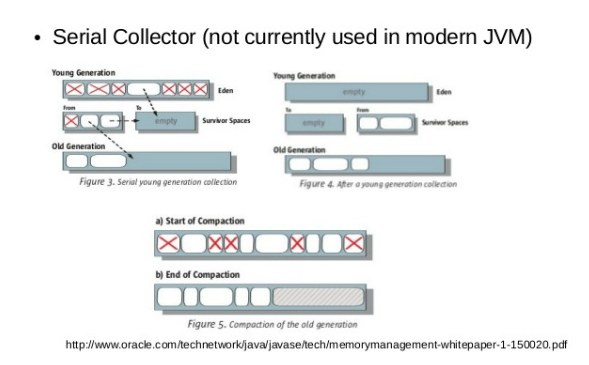 • Serial Collector (not currently used in modern JVM)
Young Generation
Eden
From
To
empty
Survivor Spaces
Old Generation
Figure 3. Serial young generation collection
Young Generation
empty
Eden
To
From
empty
Survivor Spaces
Old Generation
Figure 4. After a young generation collection
a) Start of Compaction
b) End of Compaction
Figure 5. Compaction of the old generation
http://www.oracle.com/technetwork/java/javase/tech/memorymanagement-whitepaper-1-150020.pdf